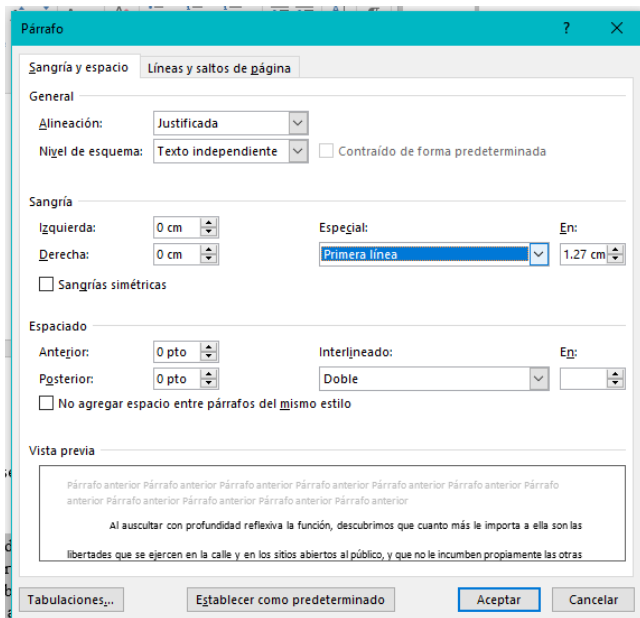 Párrafo ? ×
Sangría y espacio Líneas y saltos de página
General
Alineación: Justificada
Nivel de esquema: Texto independiente Contraído de forma predeterminada
Sangría
Izquierda: 0 cm Especial: En:
Derecha: 0 cm Primera línea 1.27 cm
Sangrías simétricas
Espaciado
Anterior: 0 pto Interlineado: En:
Posterior: 0 pto Doble
No agregar espacio entre párrafos del mismo estilo
Vista previa
Párrafo anterior Párrafo anterior Párrafo anterior Párrafo anterior Párrafo anterior Párrafo anterior Párrafo
anterior Párrafo anterior Párrafo anterior Párrafo anterior Párrafo anterior
Al auscultar con profundidad reflexiva la función, descubrimos que cuanto más le importa a ella son las
libertades que se ejercen en la calle y en los sitios abiertos al público, y que no le incumben propiamente las otras
Tabulaciones... Establecer como predeterminado Aceptar Cancelar